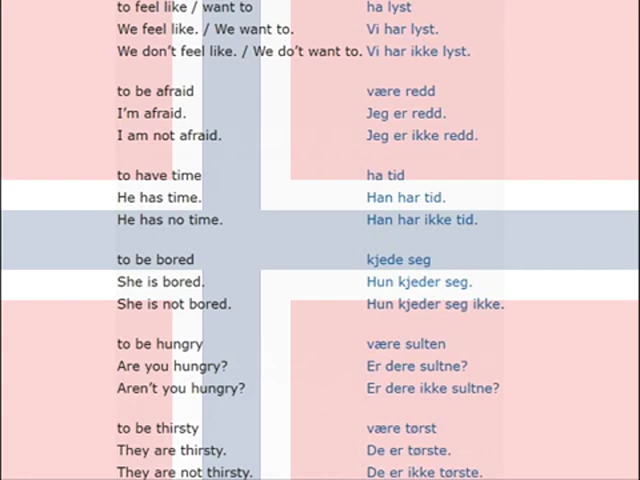 to feel like / want to ha lyst
We feel like. / We want to. Vi har lyst.
We don't feel like. / We do't want to. Vi har ikke lyst.
to be afraid være redd
I'm afraid. Jeg er redd.
I am not afraid. Jeg er ikke redd.
to have time ha tid
He has time. Han har tid.
He has no time. Han har ikke tid.
to be bored kjede seg
She is bored. Hun kjeder seg.
She is not bored. Hun kjeder seg ikke.
to be hungry være sulten
Are you hungry? Er dere sultne?
Aren't you hungry? Er dere ikke sultne?
to be thirsty være tørst
They are thirsty. De er tørste.
They are not thirsty. De er ikke tørste.